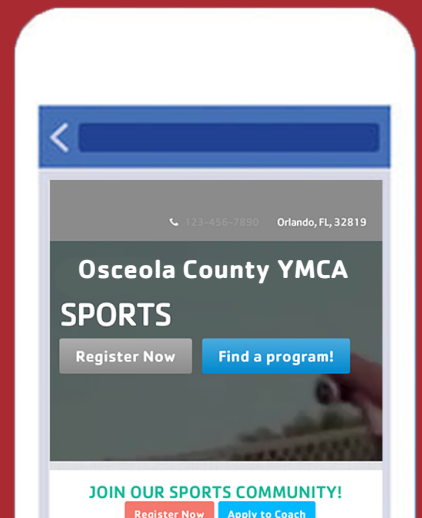 123-456-7890 Orlando, FL, 32819
Osceola County YMCA
SPORTS
Register Now Find a program!
JOIN OUR SPORTS COMMUNITY!
Register Now Apply to Coach